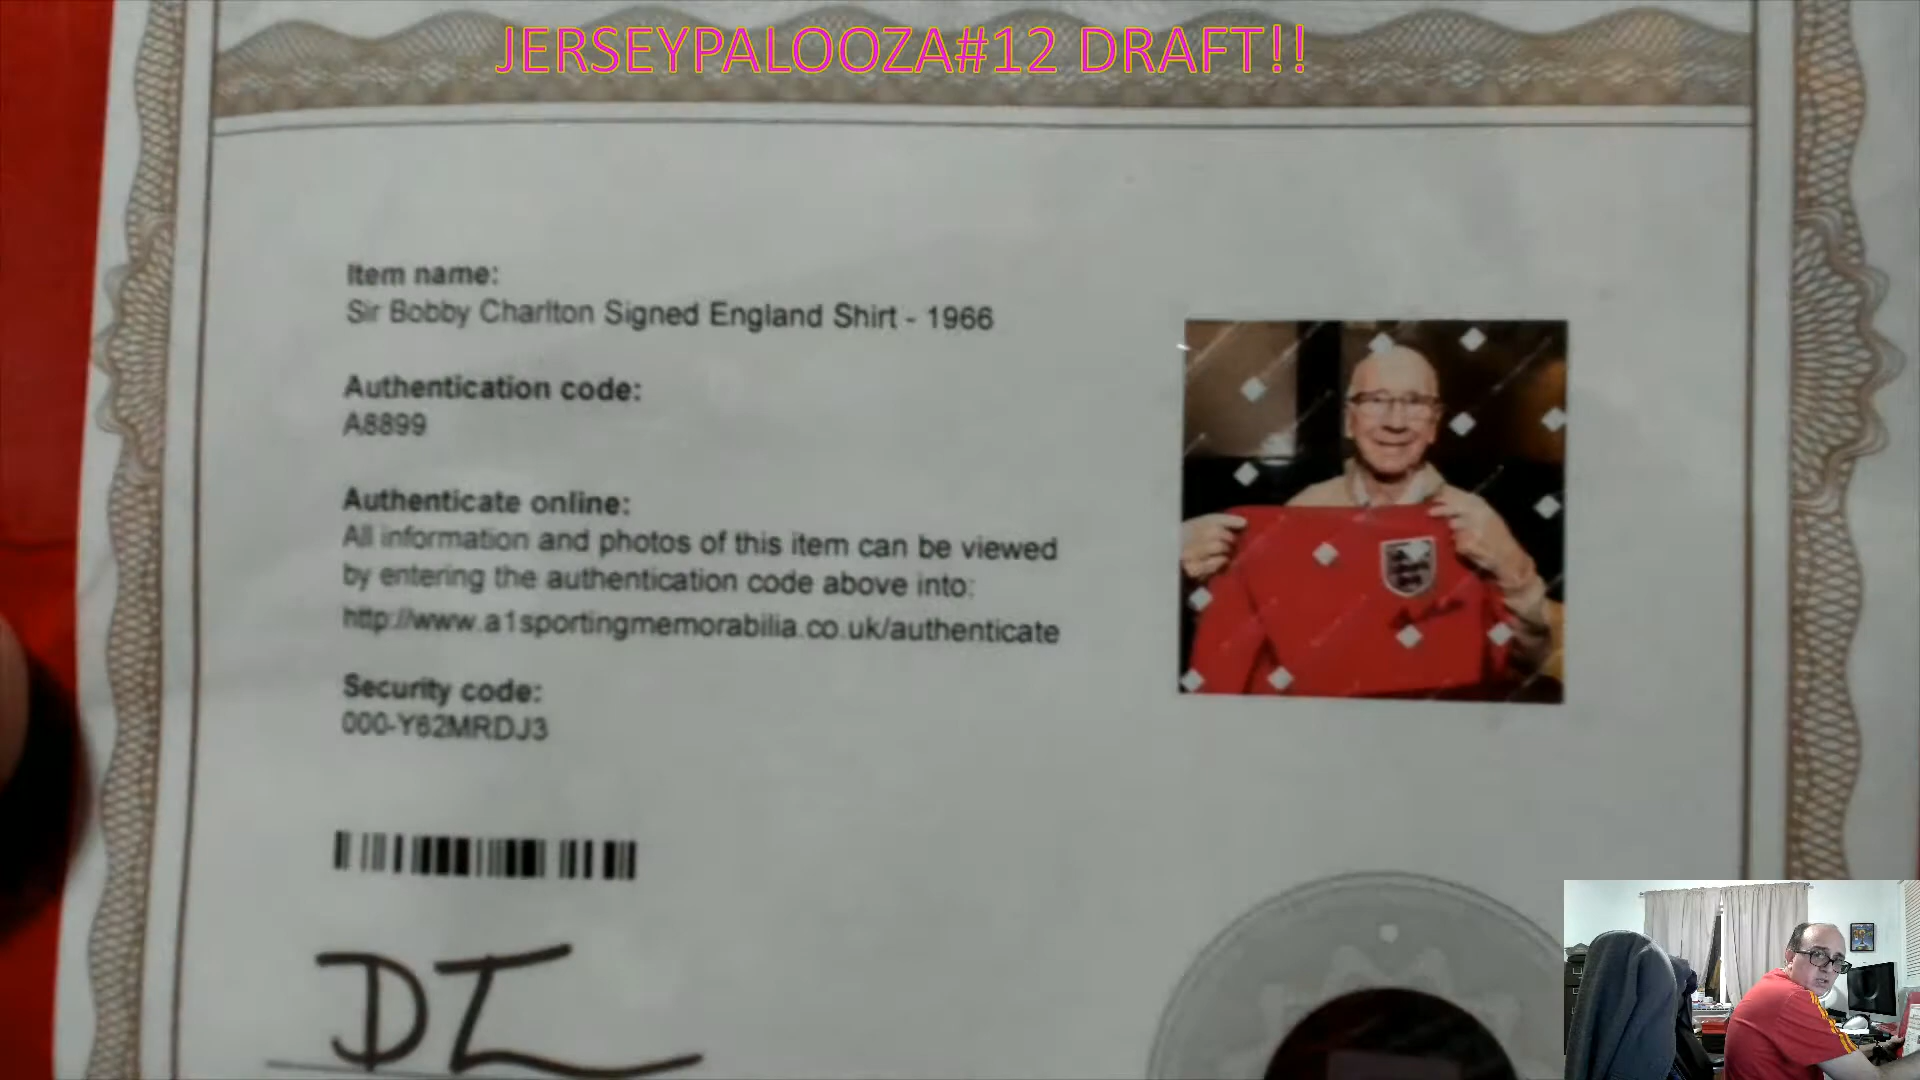 JERSEYPALOOZA#12 DRAFT!!
Item name:
Sir Bobby Charlton Signed England Shirt - 1966
Authentication code:
A8899
Authenticate online:
All information and photos of this item can be viewed
by entering the authentication code above into:
http://www.a1sportingmemorabilia.co.uk/authenticate
Security code:
000-Y62MRDJ3